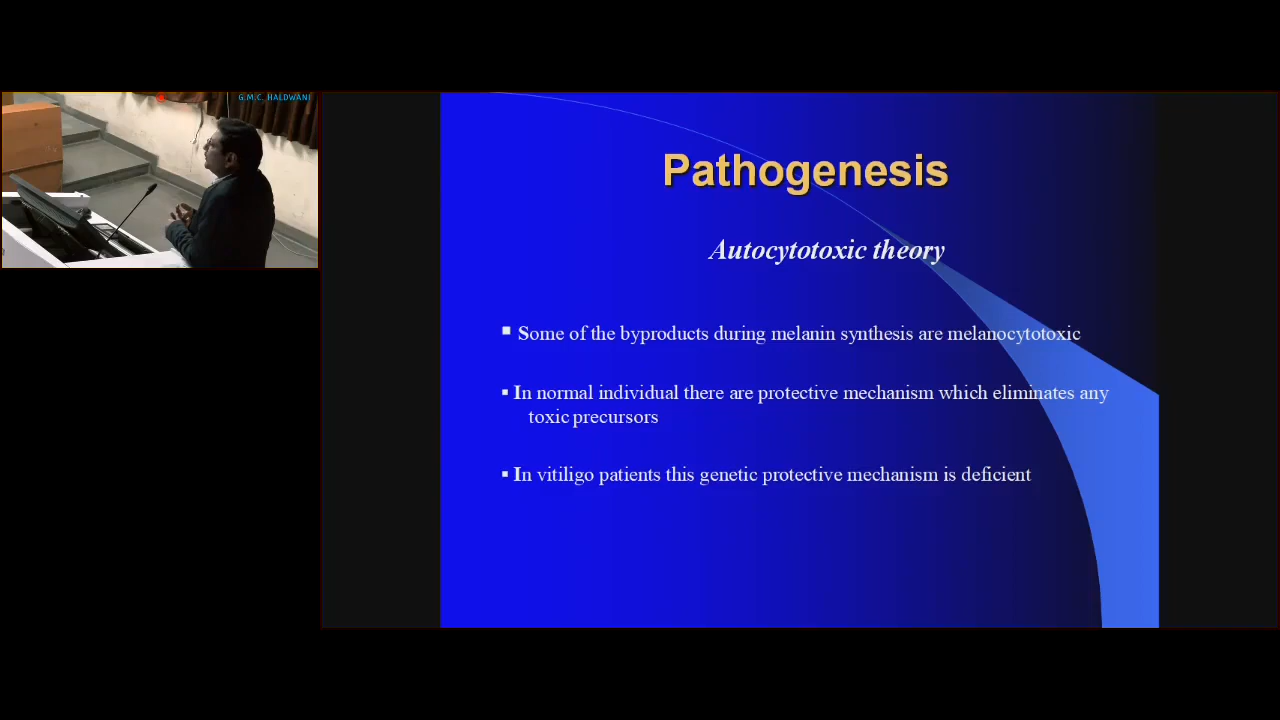 G.M.C. HALDWANI
Pathogenesis
Autocytotoxic theory
▪ Some of the byproducts during melanin synthesis are melanocytotoxic
▪ In normal individual there are protective mechanism which eliminates any
toxic precursors
▪ In vitiligo patients this genetic protective mechanism is deficient